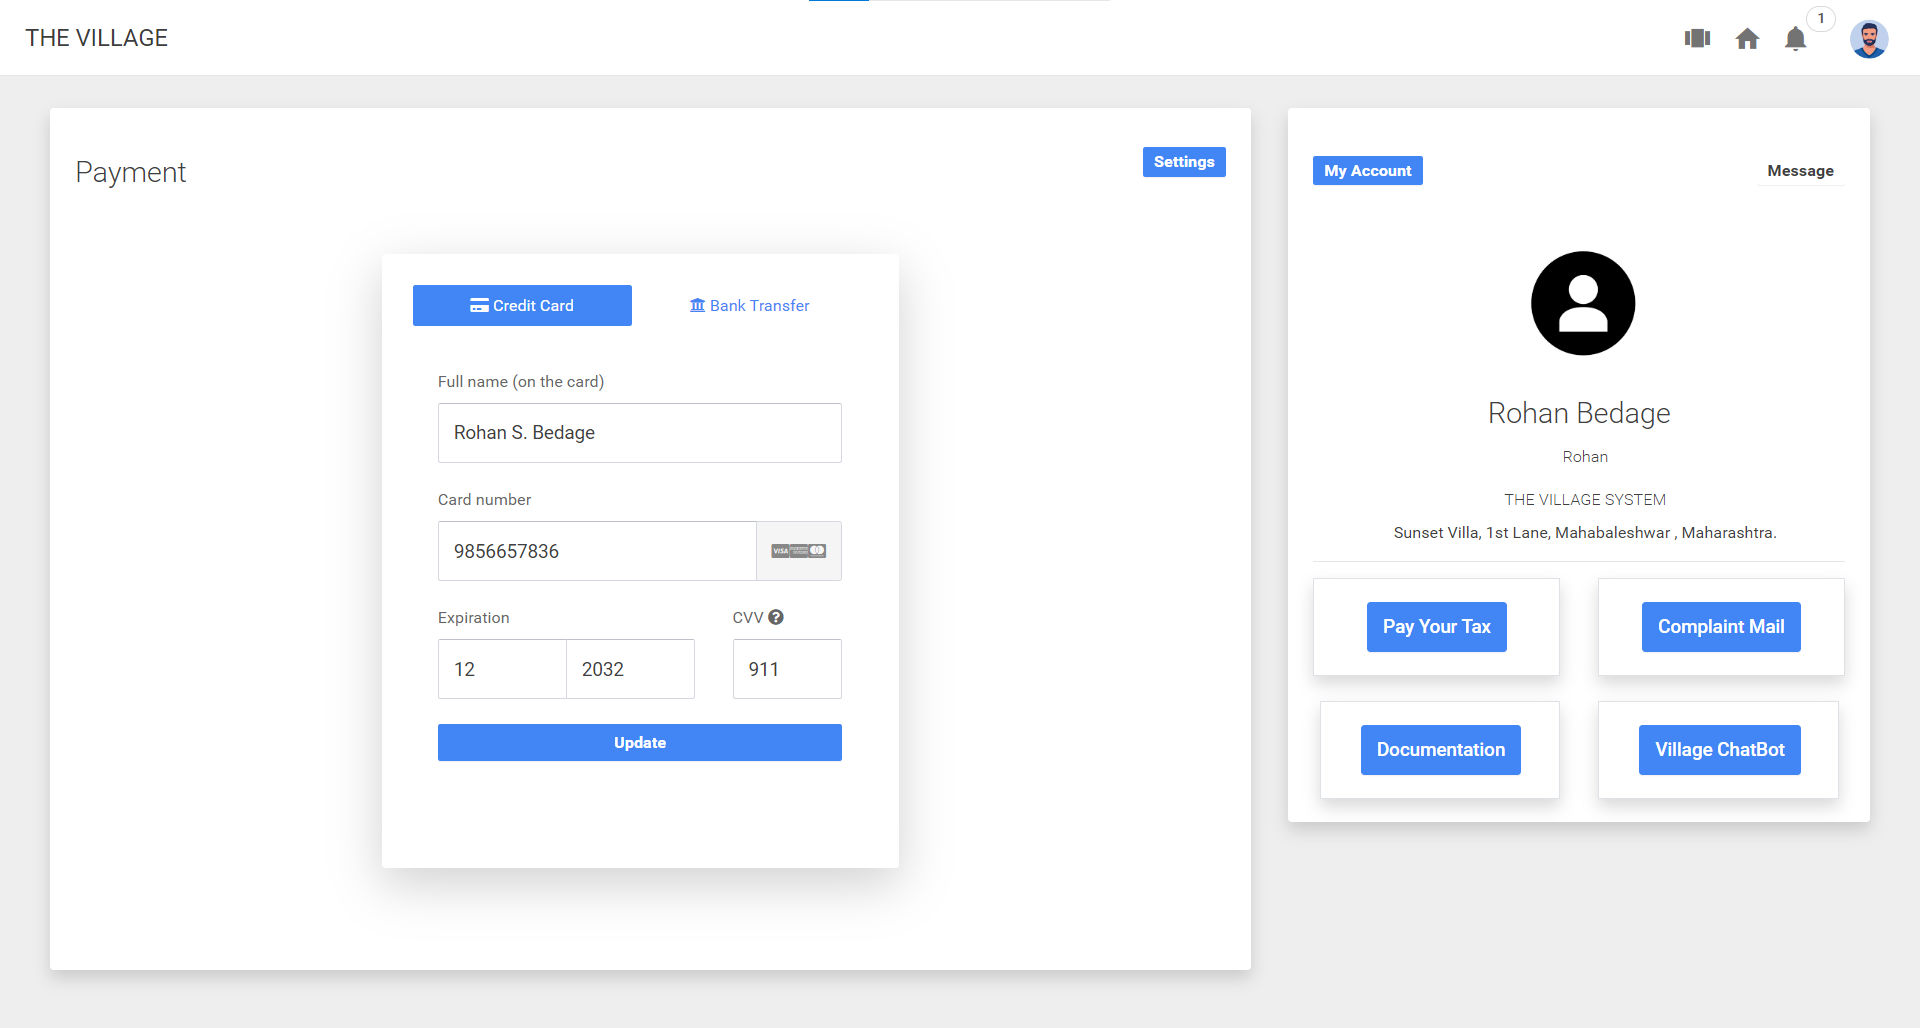 THE VILLAGE
1
Payment
Settings
Credit Card
Bank Transfer
Full name (on the card)
Rohan S. Bedage
Card number
9856657836
VISA
Expiration
CVV
12
2032
911
Update
My Account
Message
Rohan Bedage
Rohan
THE VILLAGE SYSTEM
Sunset Villa, 1st Lane, Mahabaleshwar , Maharashtra.
Pay Your Tax
Complaint Mail
Documentation
Village ChatBot